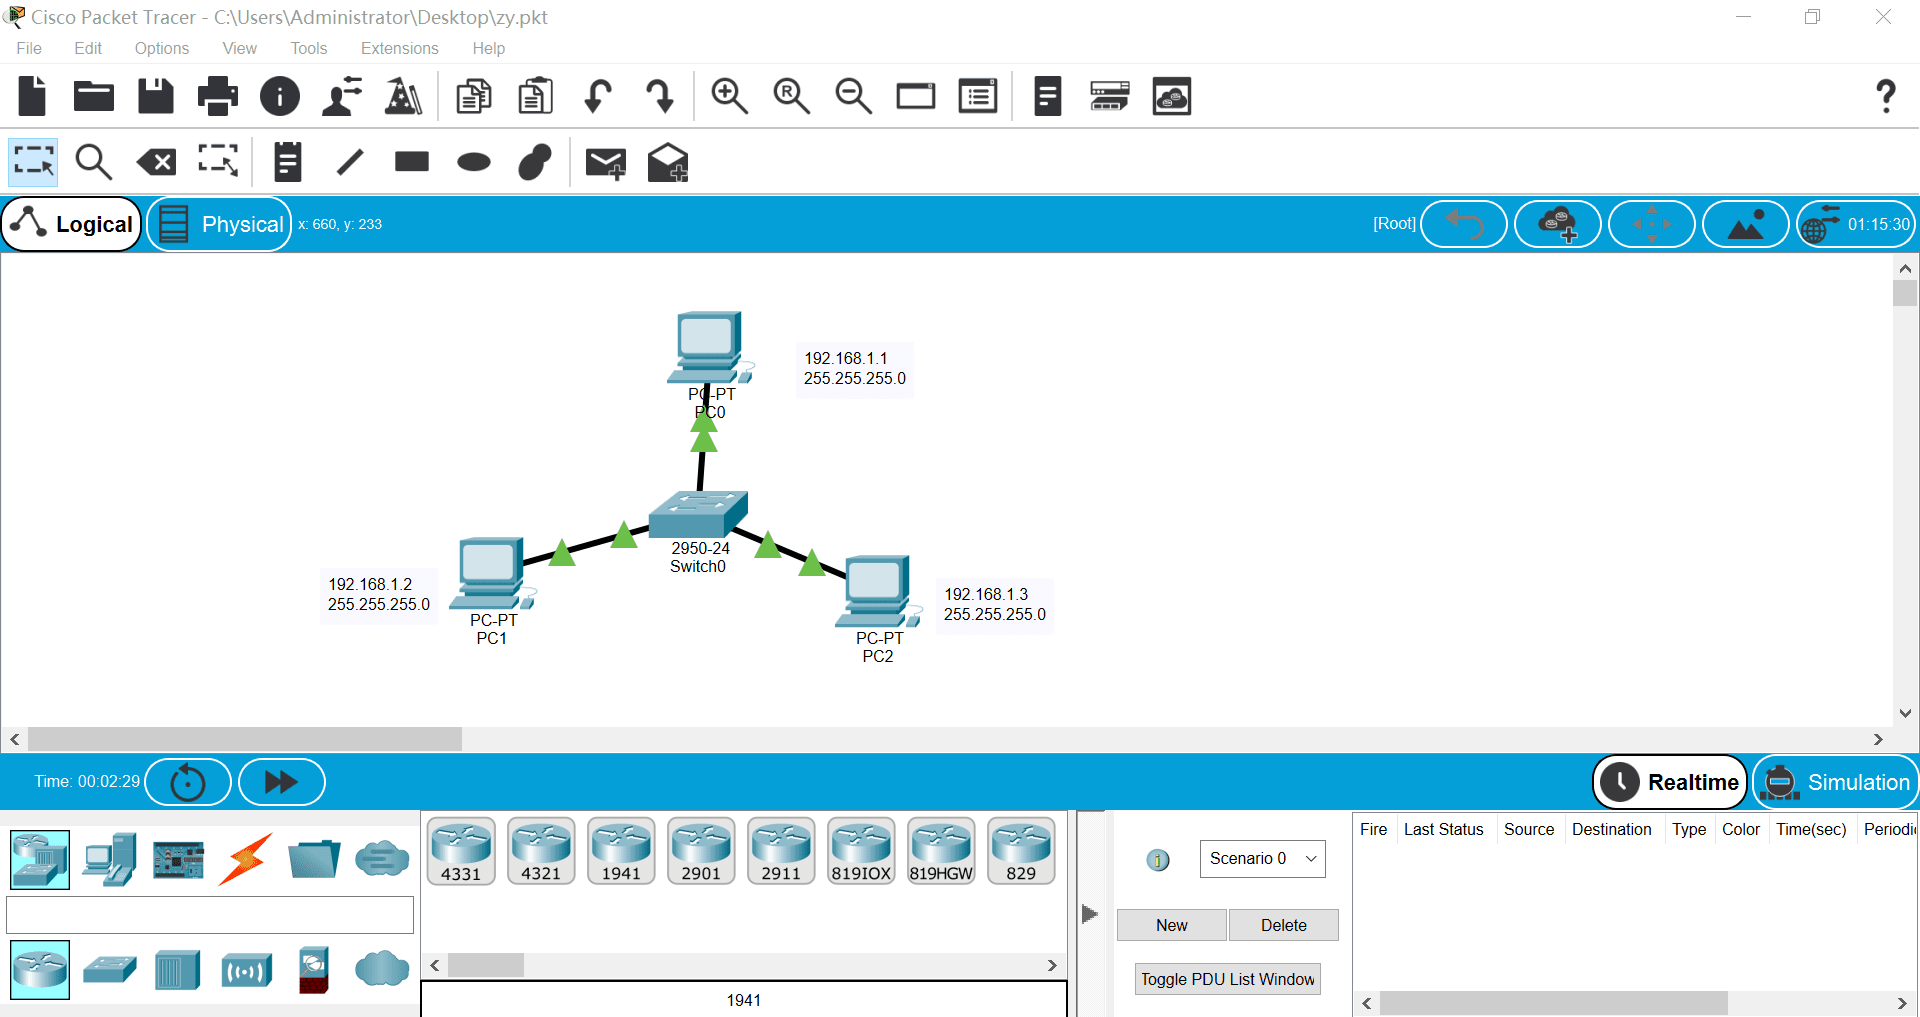 Cisco Packet Tracer - C:\Users\Administrator\Desktop\zy.pkt
File Edit Options View Tools Extensions Help
R
?
Logical Physical x: 660, y: 233 [Root] 01:15:30
192.168.1.1
255.255.255.0
PC-PT
PC0
2950-24
Switch0
192.168.1.2
255.255.255.0
PC-PT
PC1
192.168.1.3
255.255.255.0
PC-PT
PC2
Time: 00:02:29 Realtime Simulation
4331 4321 1941 2901 2911 819IOX 819HGW 829
1941
Scenario 0
New Delete
Toggle PDU List Window
Fire Last Status Source Destination Type Color Time(sec) Periodi